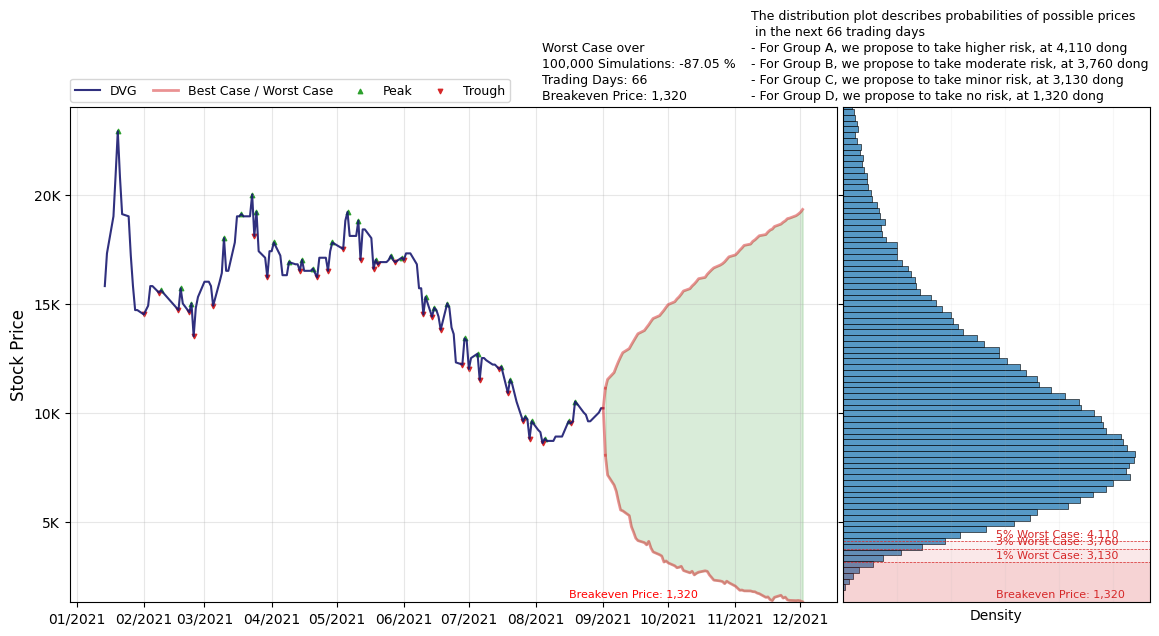 The distribution plot describes probabilities of possible prices
in the next 66 trading days
- For Group A, we propose to take higher risk, at 4,110 dong
- For Group B, we propose to take moderate risk, at 3,760 dong
- For Group C, we propose to take minor risk, at 3,130 dong
- For Group D, we propose to take no risk, at 1,320 dong
Worst Case over
100,000 Simulations: -87.05 %
Trading Days: 66
Breakeven Price: 1,320
DVG
Best Case / Worst Case
Peak
Trough
Stock Price
20K
15K
10K
5K
Breakeven Price: 1,320
01/2021
02/2021
03/2021
04/2021
05/2021
06/2021
07/2021
08/2021
09/2021
10/2021
11/2021
12/2021
5% Worst Case: 4,110
3% Worst Case: 3,760
1% Worst Case: 3,130
Breakeven Price: 1,320
Density